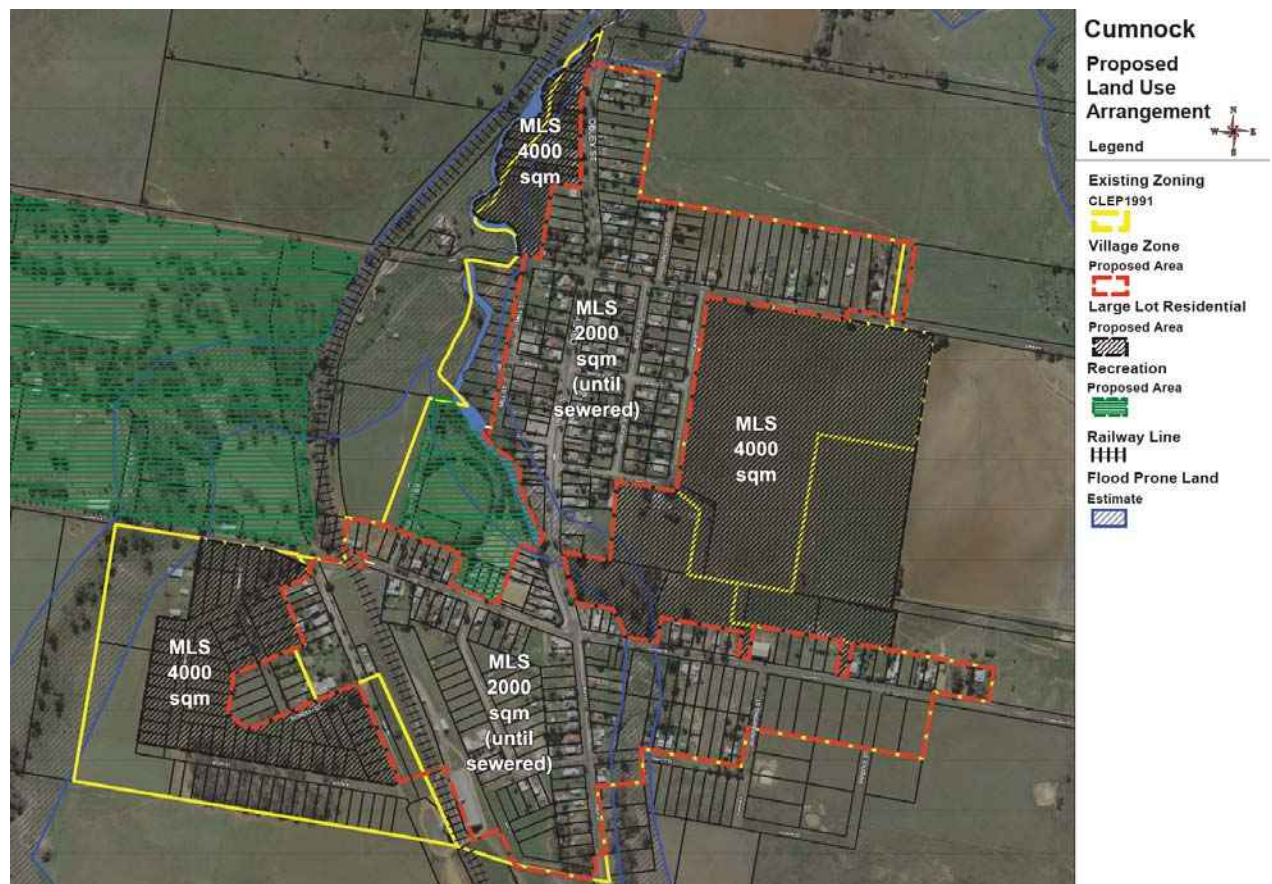 Cumnock
Proposed
Land Use
Arrangement
N
W
E
S
Legend
Existing Zoning
CLEP1991
Village Zone
Proposed Area
Large Lot Residential
Proposed Area
Recreation
Proposed Area
Railway Line
Flood Prone Land
Estimate
MLS
4000
sqm
OBLEY ST
MLS
2000
sqm
(until
sewered)
MLS
4000
sqm
MLS
4000
sqm
MLS
2000
sqm
(until
sewered)